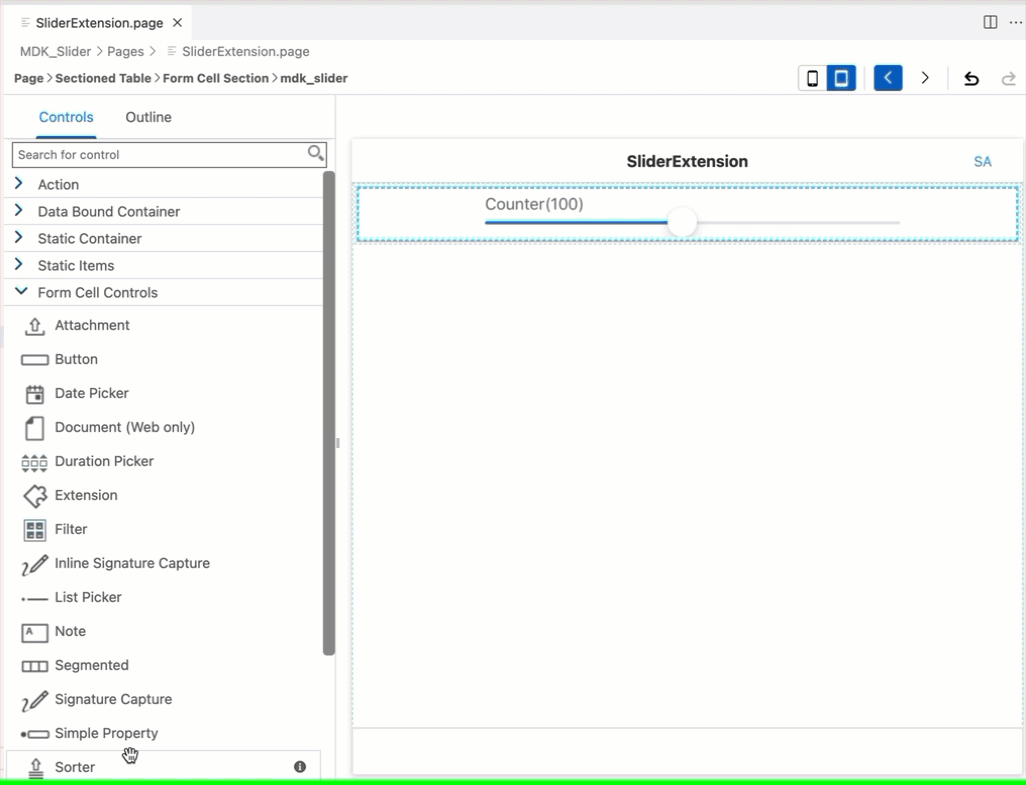 SliderExtension.page
MDK_Slider > Pages > SliderExtension.page
Page > Sectioned Table > Form Cell Section > mdk_slider
Controls Outline
Search for control
Action
Data Bound Container
Static Container
Static Items
Form Cell Controls
Attachment
Button
Date Picker
Document (Web only)
Duration Picker
Extension
Filter
Inline Signature Capture
List Picker
Note
Segmented
Signature Capture
Simple Property
Sorter
SliderExtension SA
Counter(100)